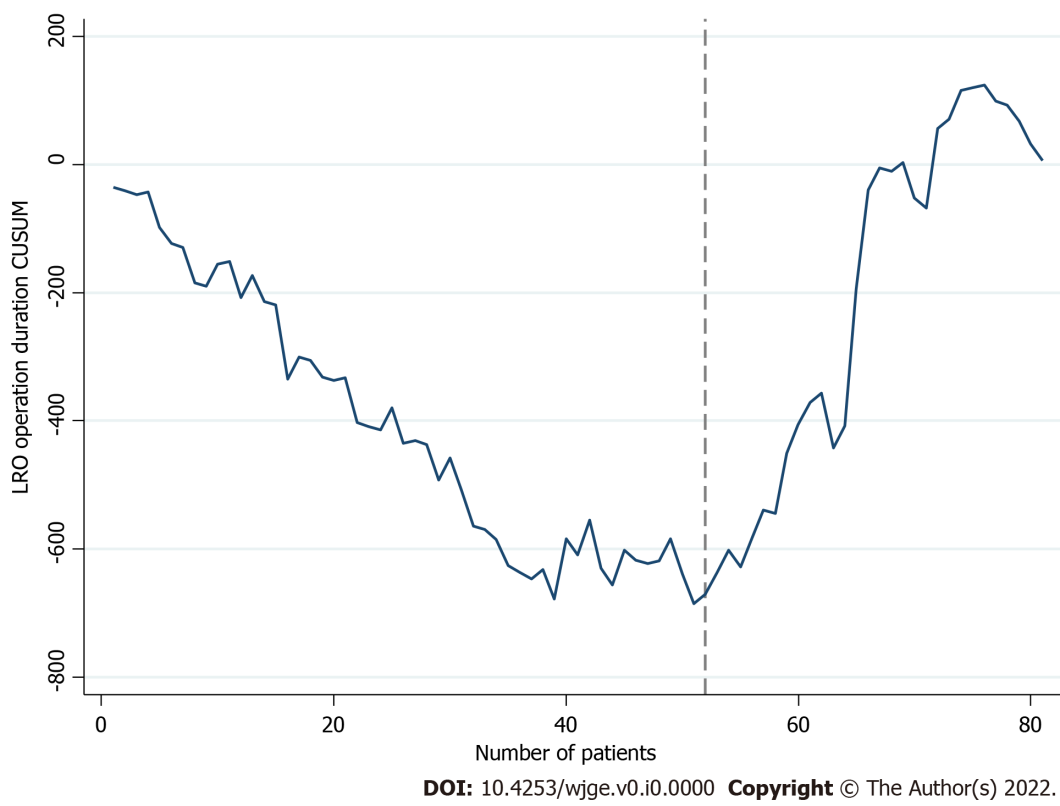 200
0
-200
-400
-600
-800
LRO operation duration CUSUM
0 20 40 60 80
Number of patients
DOI: 10.4253/wjge.v0.i0.0000 Copyright © The Author(s) 2022.